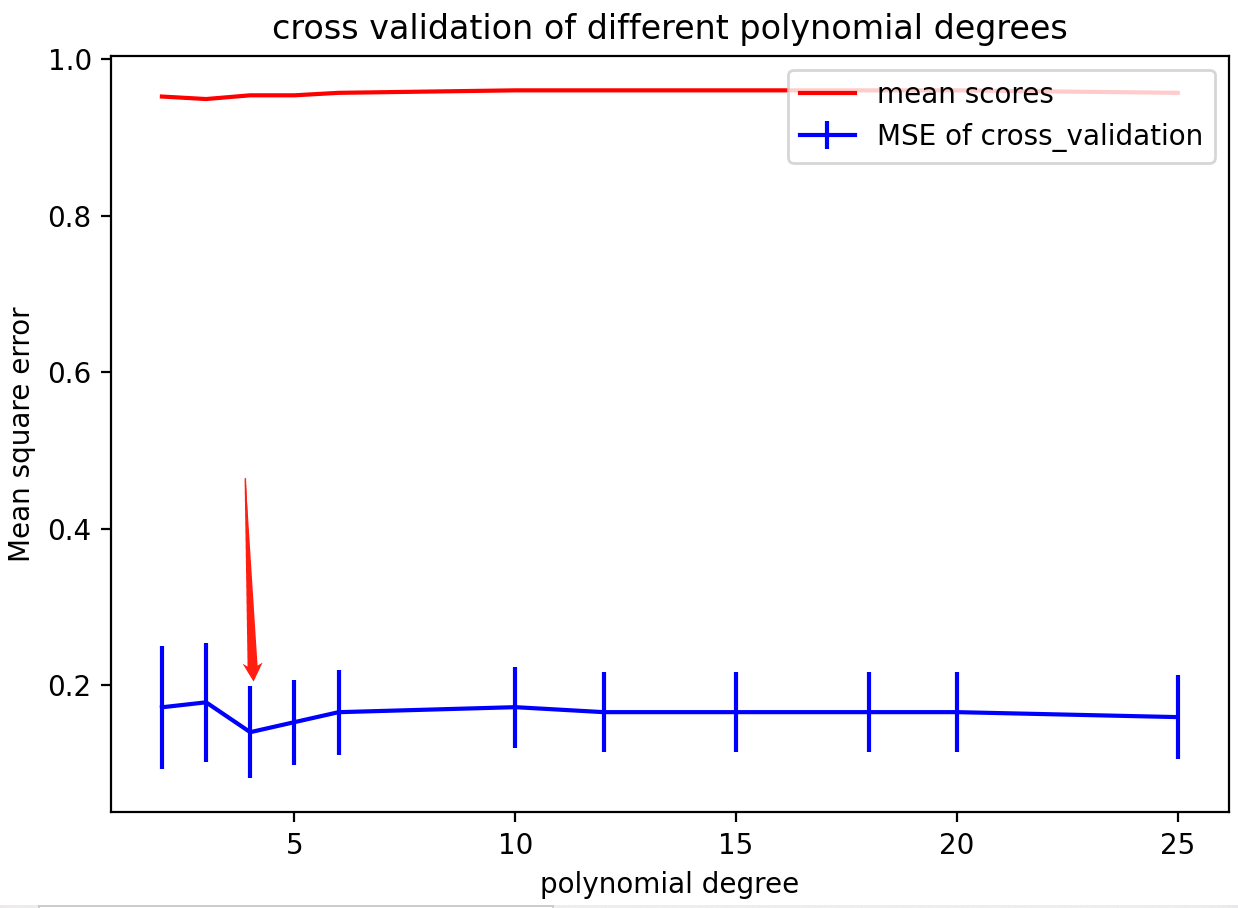 cross validation of different polynomial degrees
1.0
mean scores
MSE of cross_validation
0.8
0.6
Mean square error
0.4
0.2
5 10 15 20 25
polynomial degree